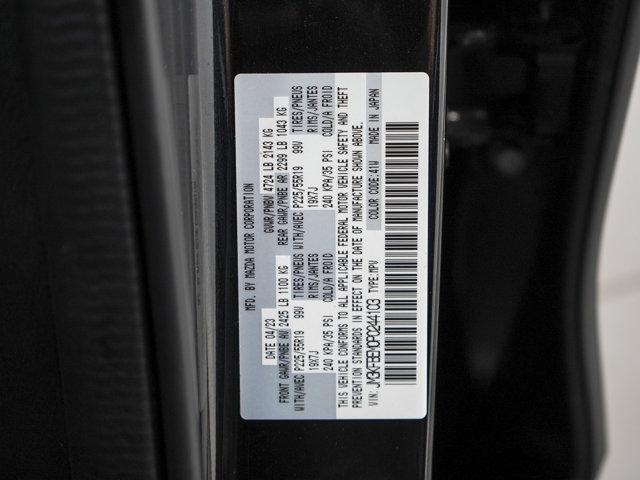 MFD. BY MAZDA MOTOR CORPORATION
DATE 04/23 GVWR/PNBV 4724 LB 2143 KG
FRONT GAWR/PNBE AV 2425 LB 1100 KG REAR GAWR/PNBE AR 2299 LB 1043 KG
WITH/AVEC P225/55R19 99V TIRES/PNEUS WITH/AVEC P225/55R19 99V TIRES/PNEUS
19X7J RIMS/JANTES 19X7J RIMS/JANTES
240 KPA/35 PSI COLD/A FROID 240 KPA/35 PSI COLD/A FROID
THIS VEHICLE CONFORMS TO ALL APPLICABLE FEDERAL MOTOR VEHICLE SAFETY AND THEFT
PREVENTION STANDARDS IN EFFECT ON THE DATE OF MANUFACTURE SHOWN ABOVE.
VIN: JM3KFBBM0P0244103 TYPE:MPV COLOR CODE:41W MADE IN JAPAN